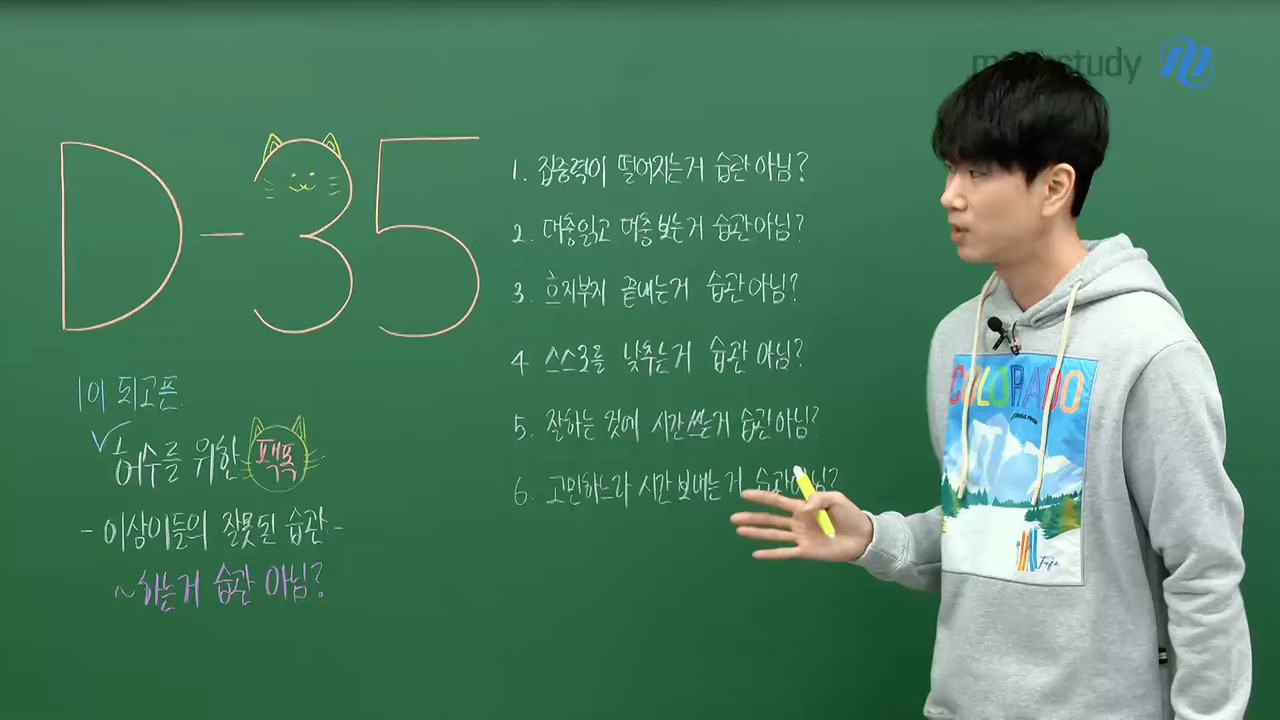 D-35
1이 되고픈
허수를 위한 팩폭
- 이삼이들의 잘못된 습관 -
~하는거 습관 아님?
1. 집중력이 떨어지는거 습관 아님?
2. 대충읽고 대충보는거 습관아님?
3. 흐지부지 끝내는거 습관아님?
4. 스스로를 낮추는거 습관 아님?
5. 잘하는 것에 시간쓰는거 습관아님?
6. 고민하느라 시간 보내는거 습관아님?
study
COLORADO